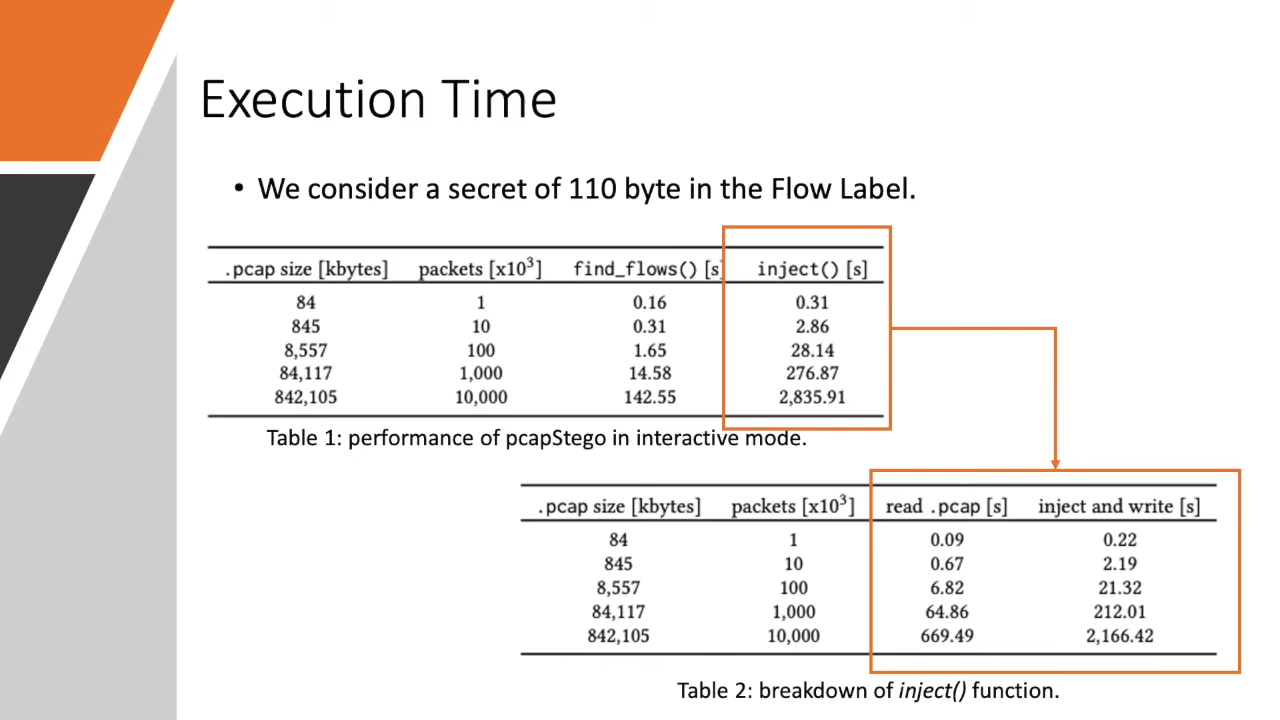 Execution Time
• We consider a secret of 110 byte in the Flow Label.
.pcap size [kbytes] packets [x10³] find_flows() [s] inject() [s]
84 1 0.16 0.31
845 10 0.31 2.86
8,557 100 1.65 28.14
84,117 1,000 14.58 276.87
842,105 10,000 142.55 2,835.91
Table 1: performance of pcapStego in interactive mode.
.pcap size [kbytes] packets [x10³] read .pcap [s] inject and write [s]
84 1 0.09 0.22
845 10 0.67 2.19
8,557 100 6.82 21.32
84,117 1,000 64.86 212.01
842,105 10,000 669.49 2,166.42
Table 2: breakdown of inject() function.